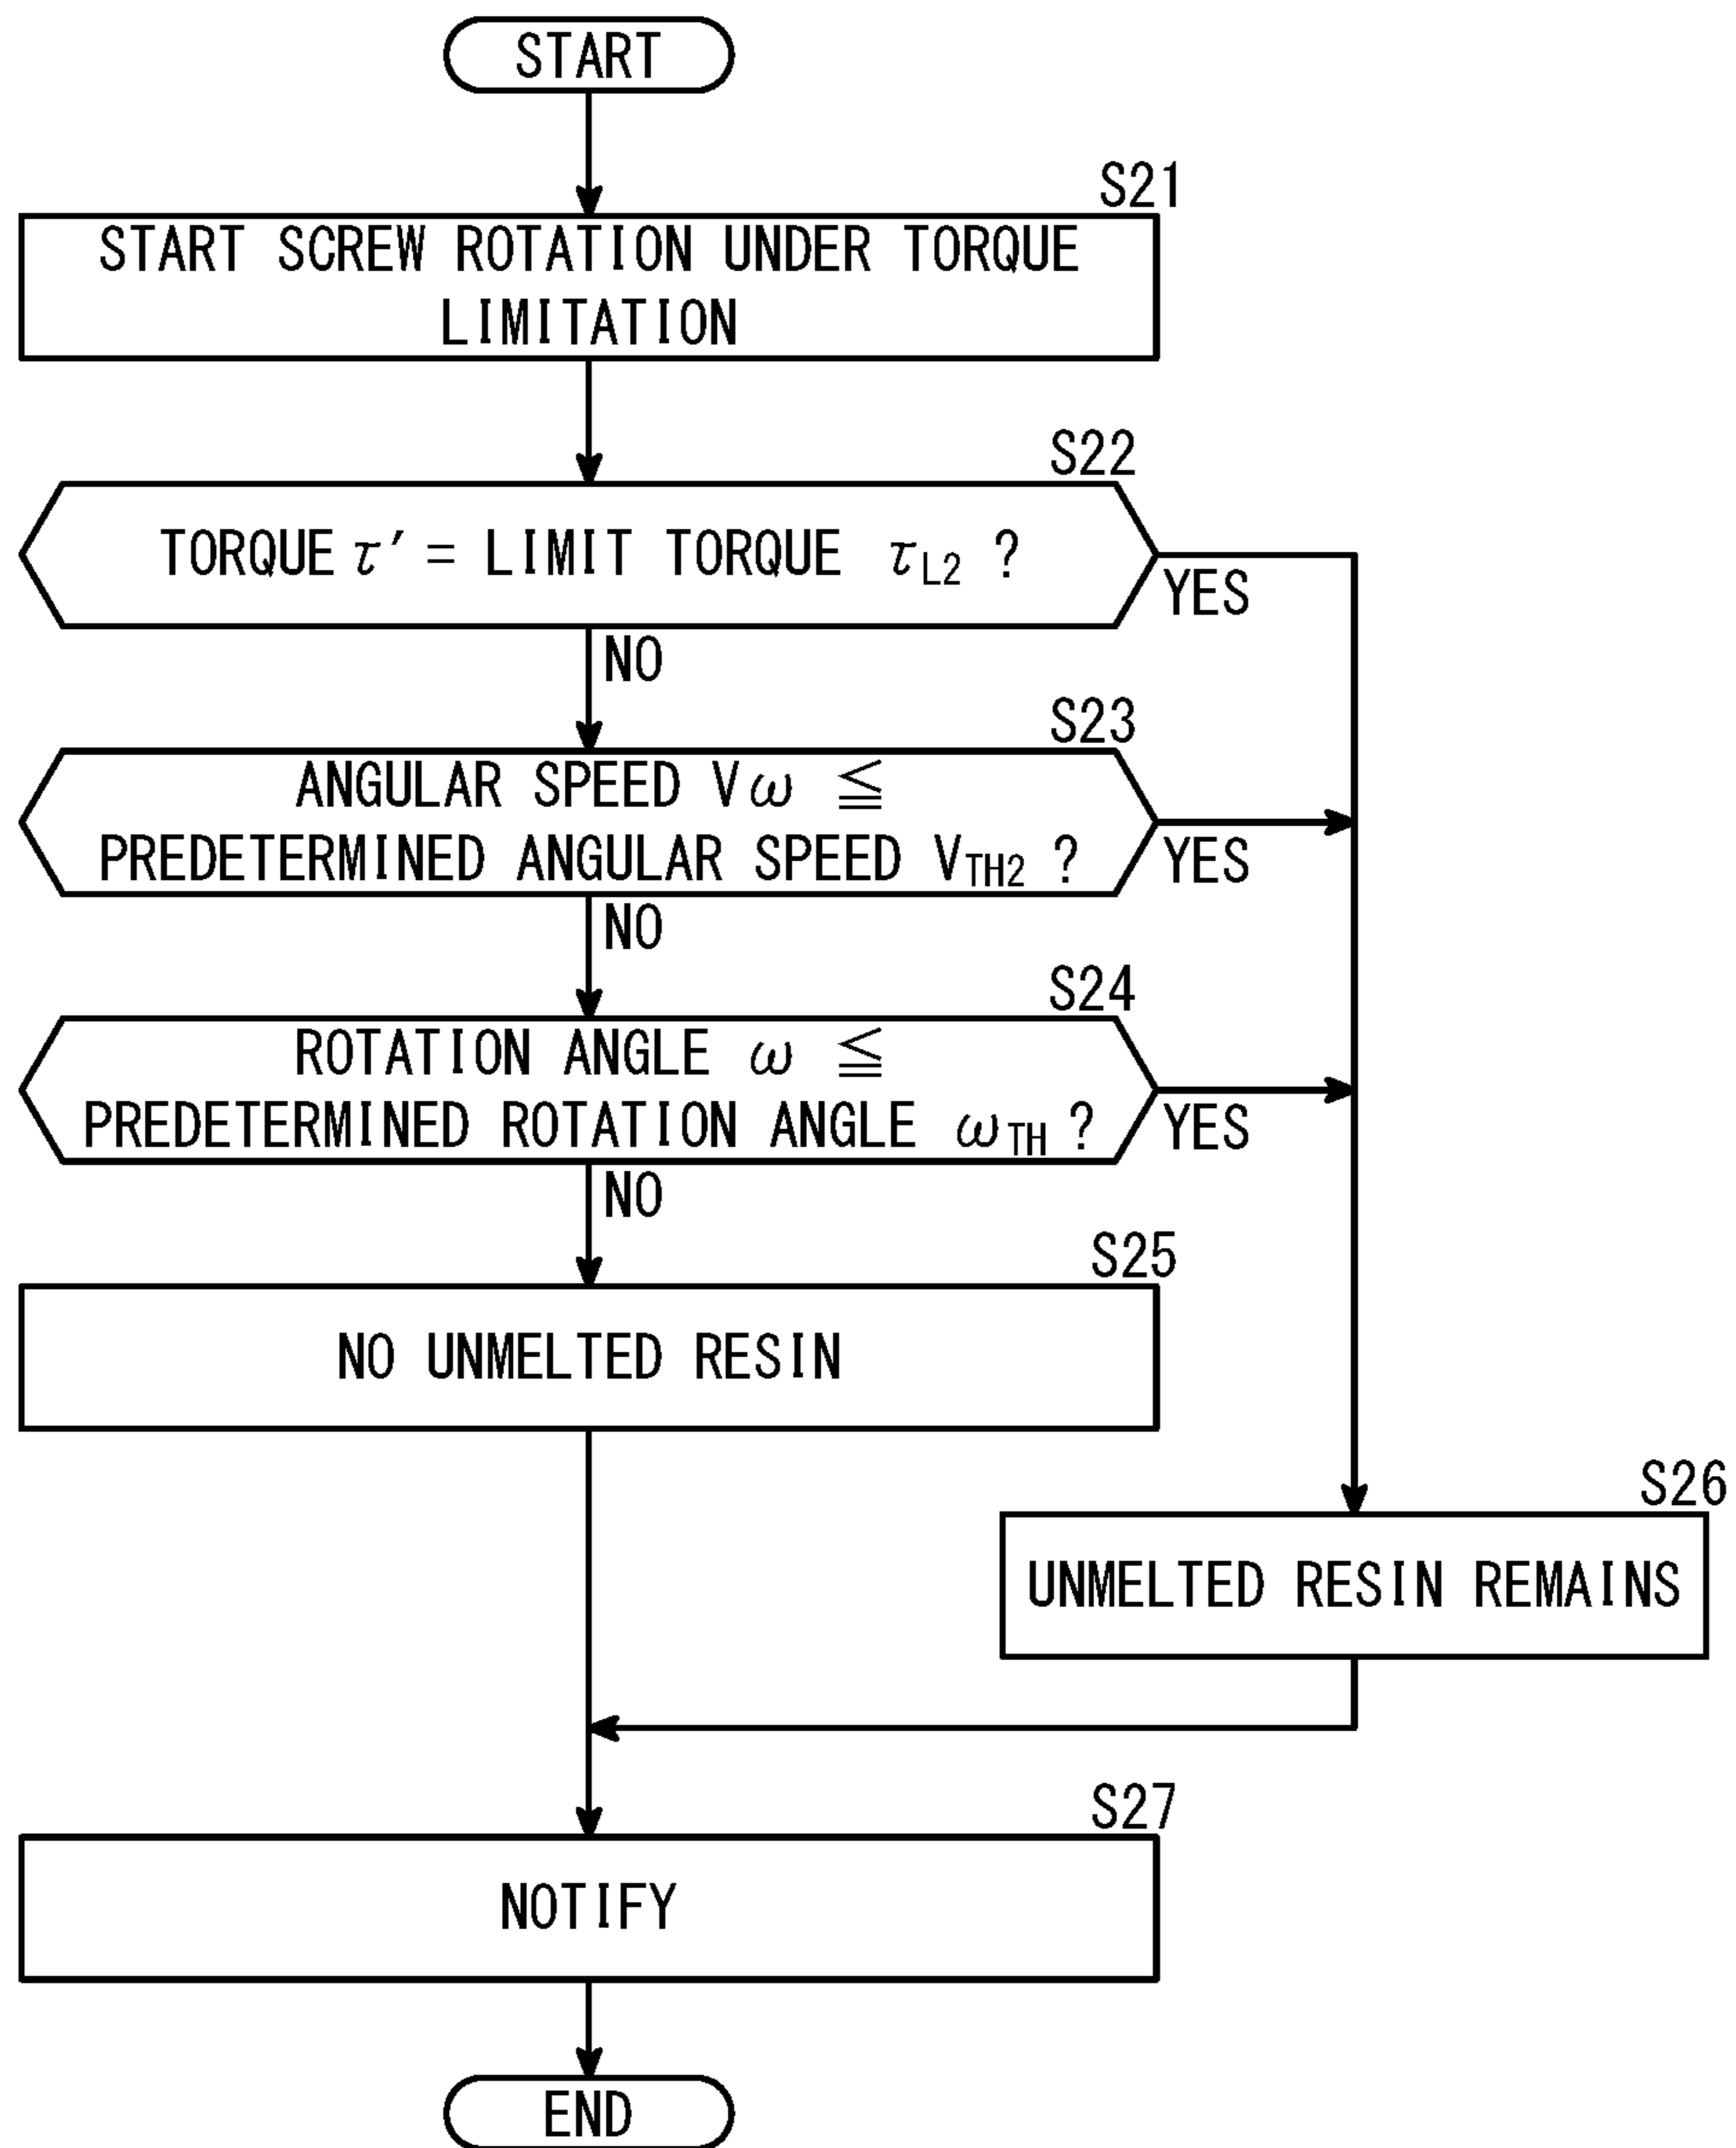 START
S21
START SCREW ROTATION UNDER TORQUE
LIMITATION
S22
TORQUE τ′ = LIMIT TORQUE τL2 ?
YES
NO
S23
ANGULAR SPEED Vω ≦
PREDETERMINED ANGULAR SPEED VTH2 ?
YES
NO
S24
ROTATION ANGLE ω ≦
PREDETERMINED ROTATION ANGLE ωTH ?
YES
NO
S25
NO UNMELTED RESIN
S26
UNMELTED RESIN REMAINS
S27
NOTIFY
END